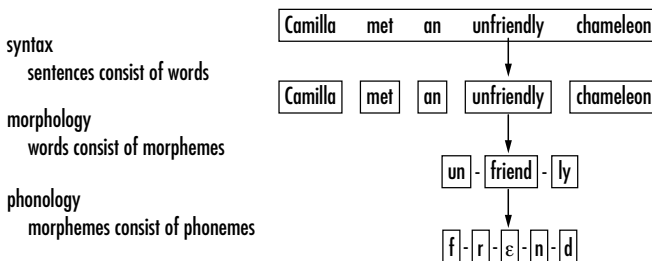 Camilla met an unfriendly chameleon
syntax
sentences consist of words
Camilla met an unfriendly chameleon
morphology
words consist of morphemes
un - friend - ly
phonology
morphemes consist of phonemes
f - r - ε - n - d